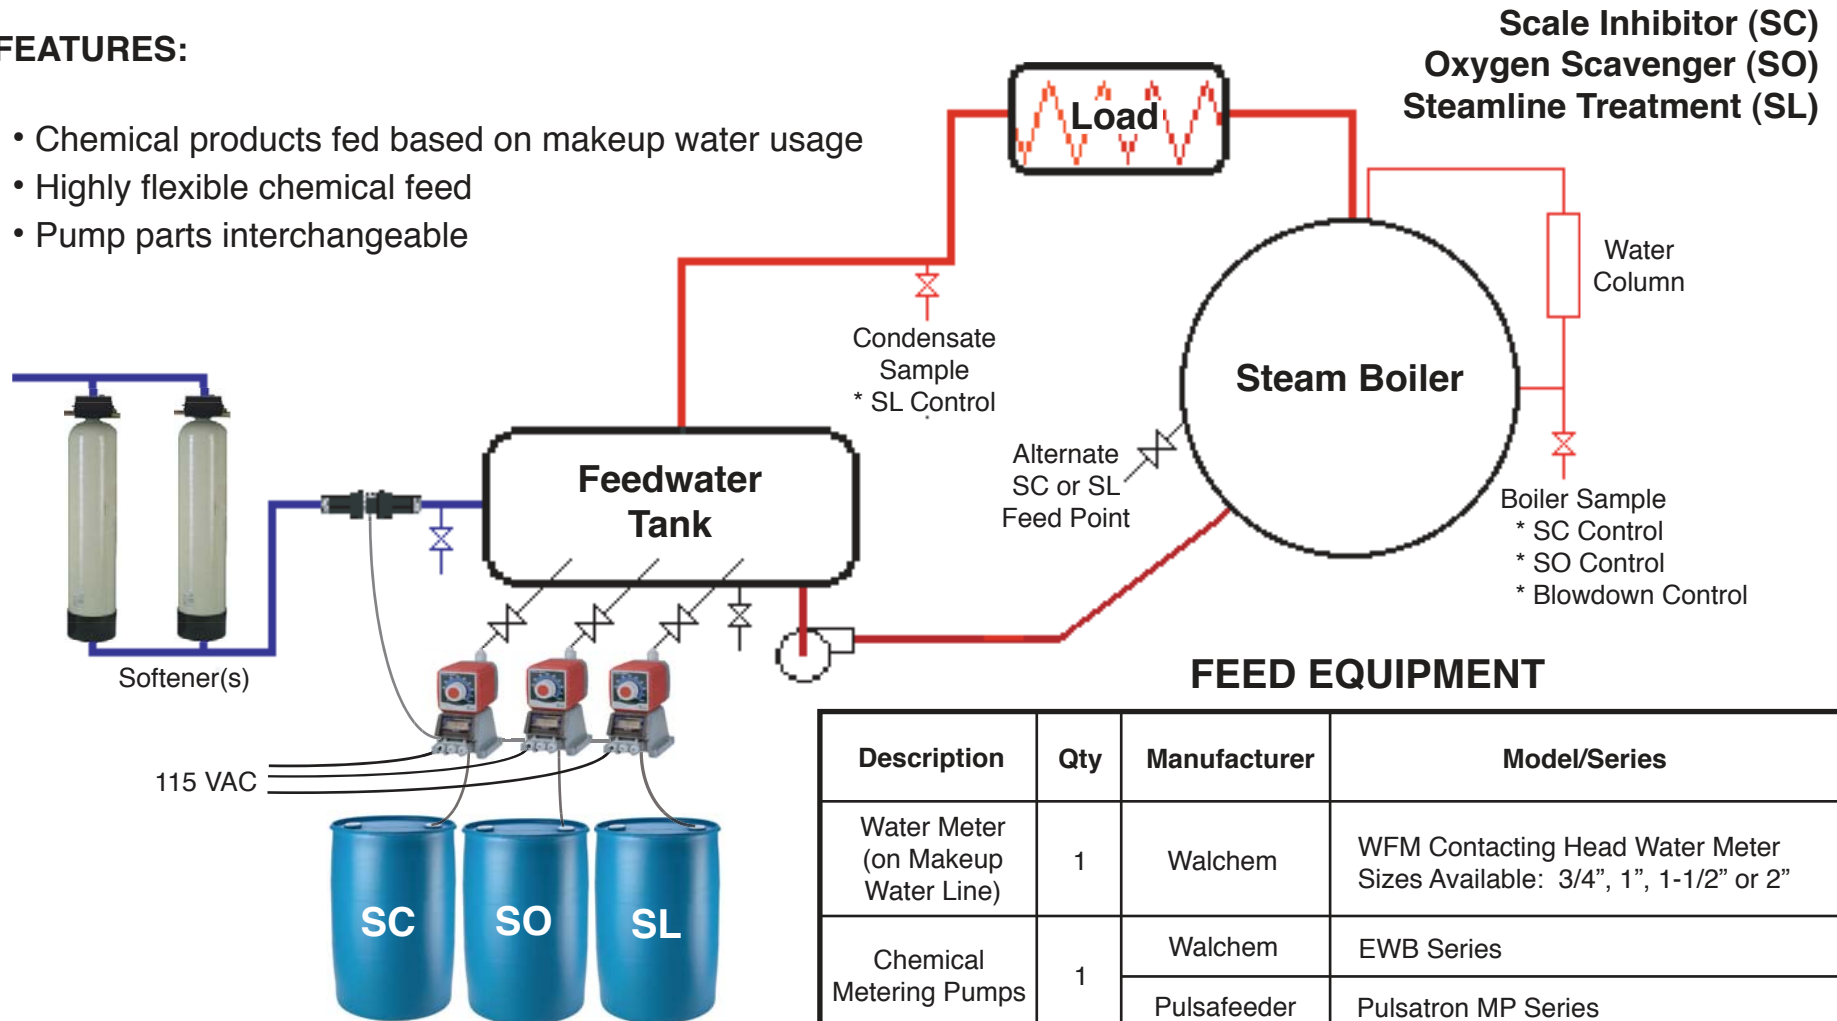 Scale Inhibitor (SC)
Oxygen Scavenger (SO)
Steamline Treatment (SL)
FEATURES:
• Chemical products fed based on makeup water usage
• Highly flexible chemical feed
• Pump parts interchangeable
Load
Water
Column
Condensate
Sample
* SL Control
Steam Boiler
Alternate
SC or SL
Feed Point
Boiler Sample
* SC Control
* SO Control
* Blowdown Control
Feedwater
Tank
Softener(s)
115 VAC
SC
SO
SL
FEED EQUIPMENT
Description Qty Manufacturer Model/Series
Water Meter
(on Makeup
Water Line)
1
Walchem
WFM Contacting Head Water Meter
Sizes Available: 3/4”, 1”, 1-1/2” or 2”
Chemical
Metering Pumps
1
Walchem
EWB Series
Pulsafeeder
Pulsatron MP Series